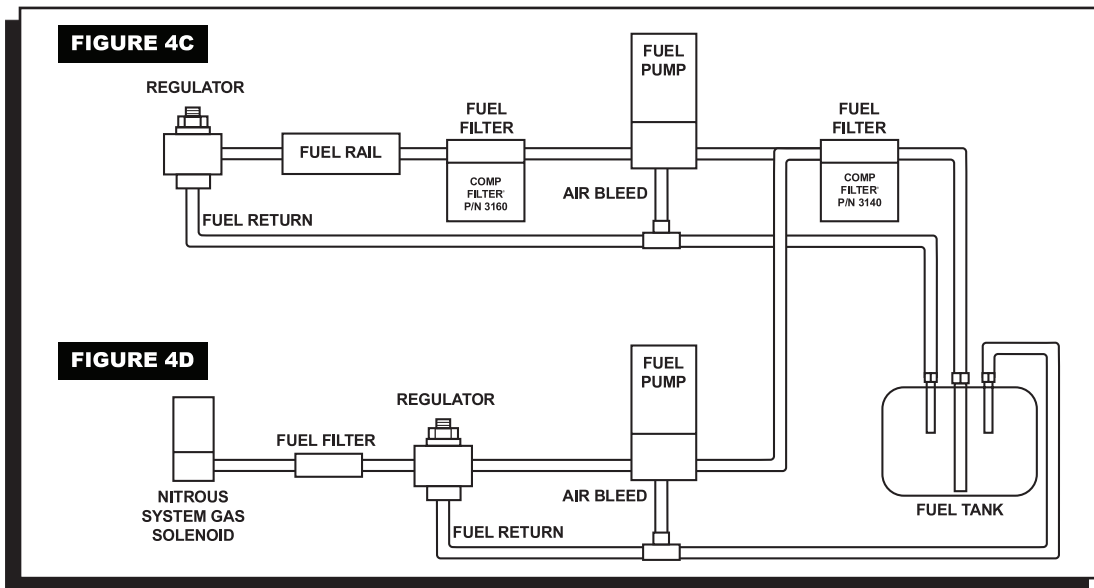 FIGURE 4C
REGULATOR
FUEL RAIL
FUEL
FILTER
COMP
FILTER
P/N 3160
FUEL
PUMP
AIR BLEED
FUEL
FILTER
COMP
FILTER
P/N 3140
FUEL RETURN
FIGURE 4D
NITROUS
SYSTEM GAS
SOLENOID
FUEL FILTER
REGULATOR
FUEL
PUMP
AIR BLEED
FUEL RETURN
FUEL TANK